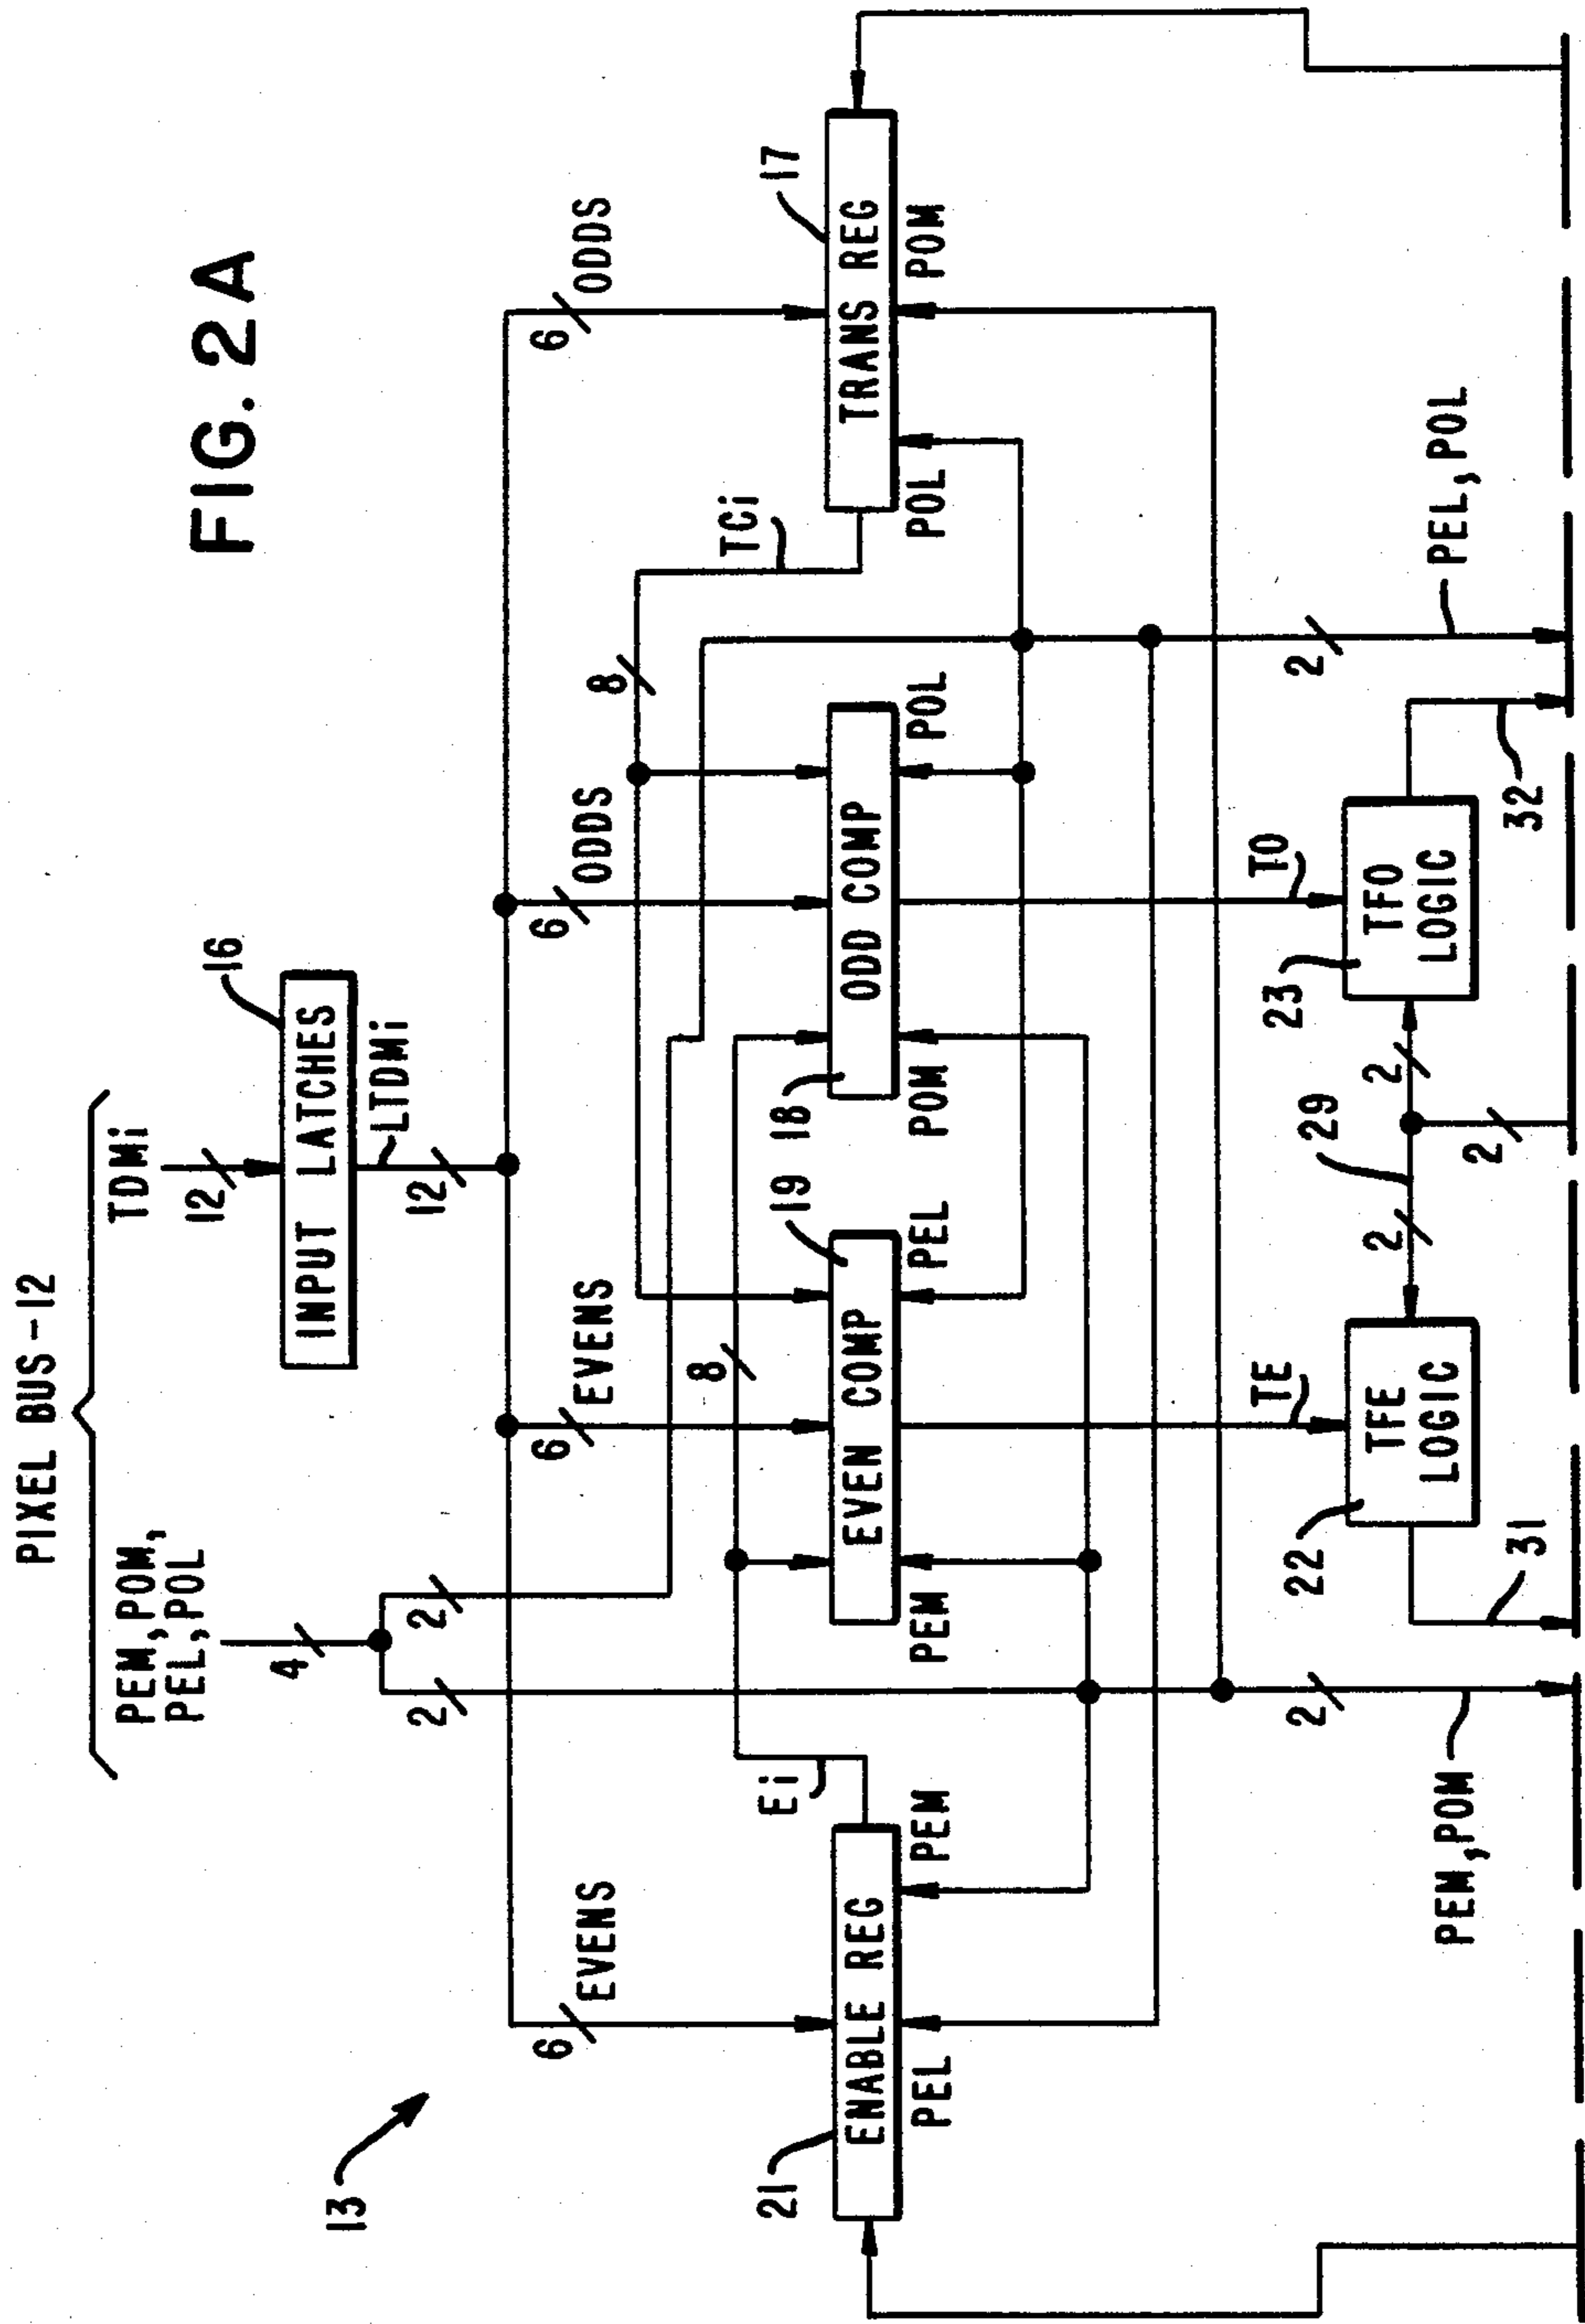 FIG. 2A
PIXEL BUS-12
PEM,POM,
PEL,POL
TDMi
4
2
2
12
INPUT LATCHES
16
LTDMi
12
13
6
EVENS
6
EVENS
6
ODDS
6
ODDS
Ei
8
8
TCi
21
ENABLE REG
PEL
PEM
19
EVEN COMP
PEM
PEL
18
ODD COMP
POM
POL
17
TRANS REG
POL
POM
TE
TO
22
TFE
LOGIC
23
TFO
LOGIC
2
29
2
2
31
32
2
PEM,POM
2
PEL,POL